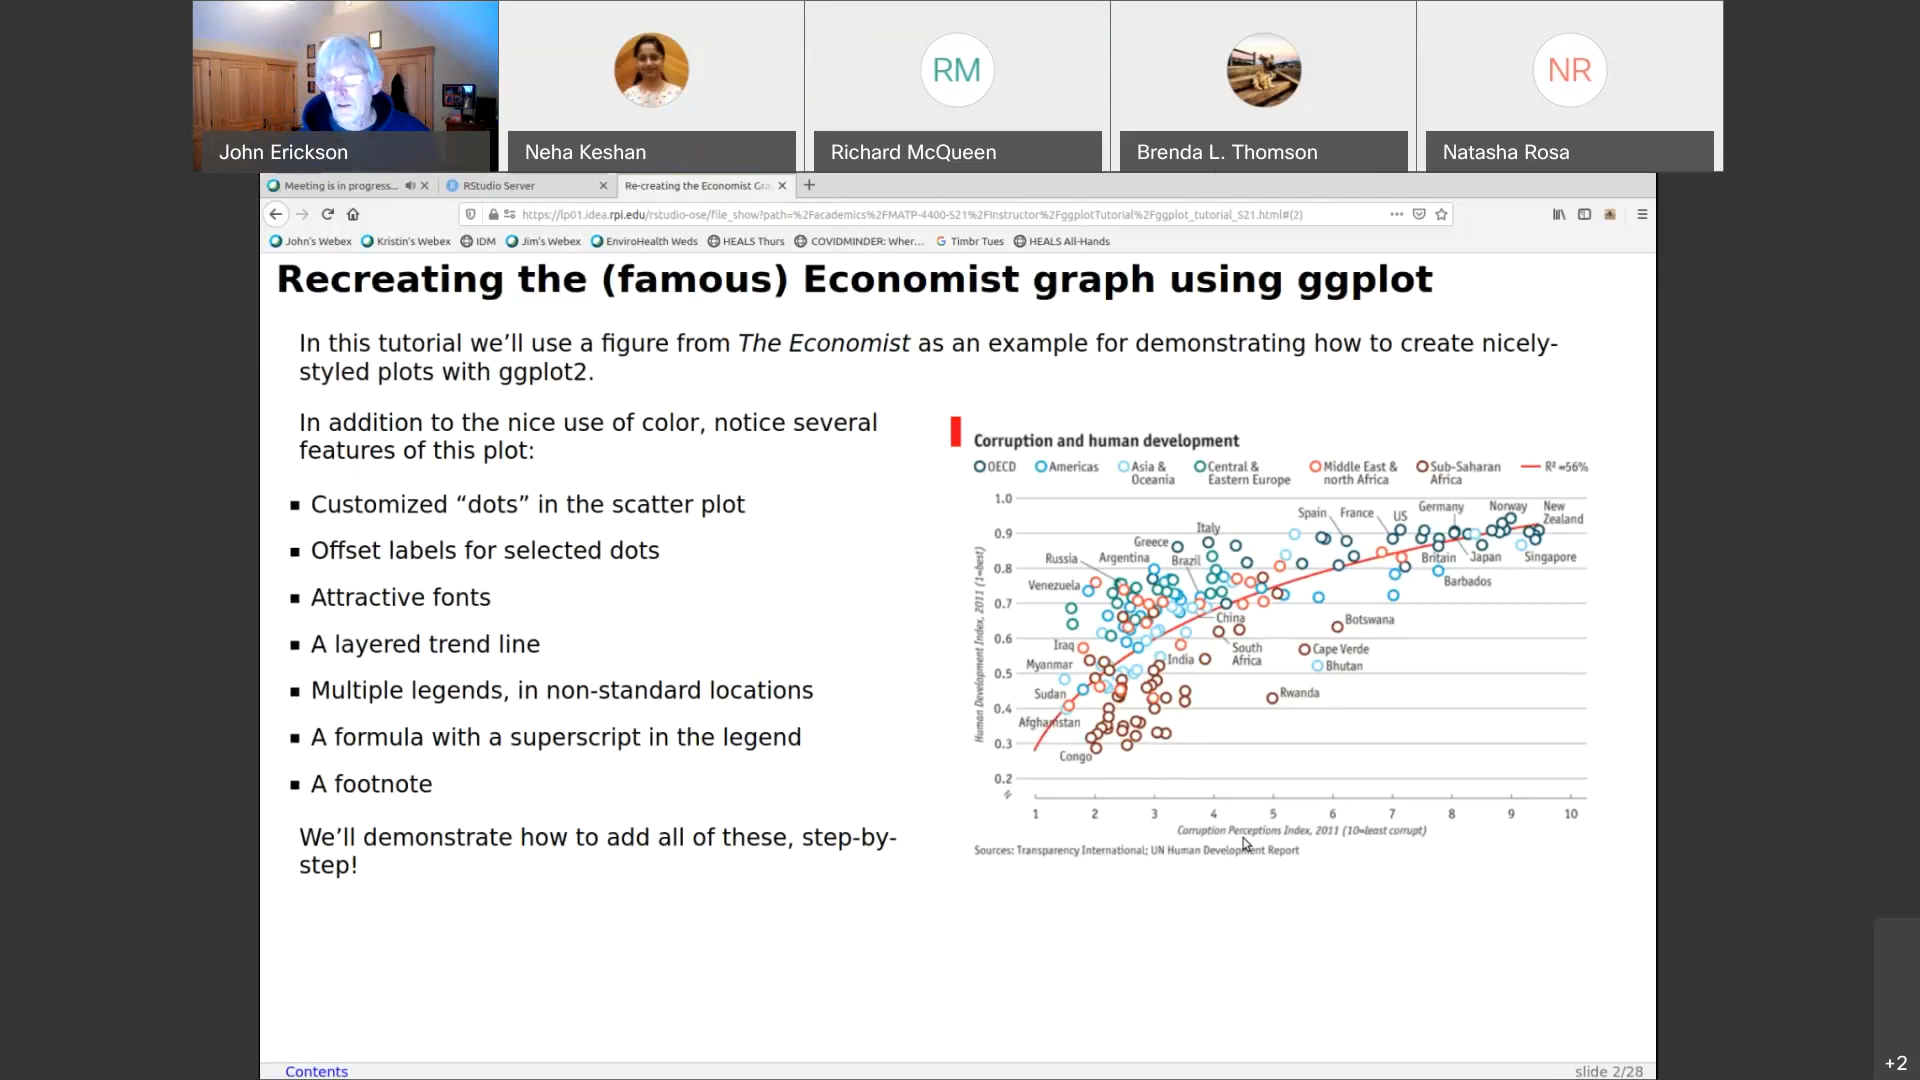 RM
NR
John Erickson
Neha Keshan
Richard McQueen
Brenda L. Thomson
Natasha Rosa
Meeting is in progress...
RStudio Server
Re-creating the Economist Gra
https://lp01.idea.rpi.edu/rstudio-ose/file_show?path=%2Facademics%2FMATP-4400-S21%2FInstructor%2FggplotTutorial%2Fggplot_tutorial_S21.html#(2)
John's Webex Kristin's Webex IDM Jim's Webex EnviroHealth Weds HEALS Thurs COVIDMINDER: Wher... Timbr Tues HEALS All-Hands
Recreating the (famous) Economist graph using ggplot
In this tutorial we’ll use a figure from The Economist as an example for demonstrating how to create nicely-
styled plots with ggplot2.
In addition to the nice use of color, notice several
features of this plot:
▪ Customized “dots” in the scatter plot
▪ Offset labels for selected dots
▪ Attractive fonts
▪ A layered trend line
▪ Multiple legends, in non-standard locations
▪ A formula with a superscript in the legend
▪ A footnote
We’ll demonstrate how to add all of these, step-by-
step!
Corruption and human development
OECD Americas Asia & Central & Middle East & Sub-Saharan R² =56%
Oceania Eastern Europe north Africa Africa
Human Development Index, 2011 (1=best)
1.0
0.9
0.8
0.7
0.6
0.5
0.4
0.3
0.2
Spain France US Germany Norway New
Zealand
Italy
Greece
Russia Argentina Brazil
Britain Japan Singapore
Venezuela
Barbados
China
Botswana
Iraq
South
Africa
Cape Verde
Myanmar
India
Bhutan
Sudan
Rwanda
Afghanistan
Congo
1 2 3 4 5 6 7 8 9 10
Corruption Perceptions Index, 2011 (10=least corrupt)
Sources: Transparency International; UN Human Development Report
Contents
slide 2/28
+2